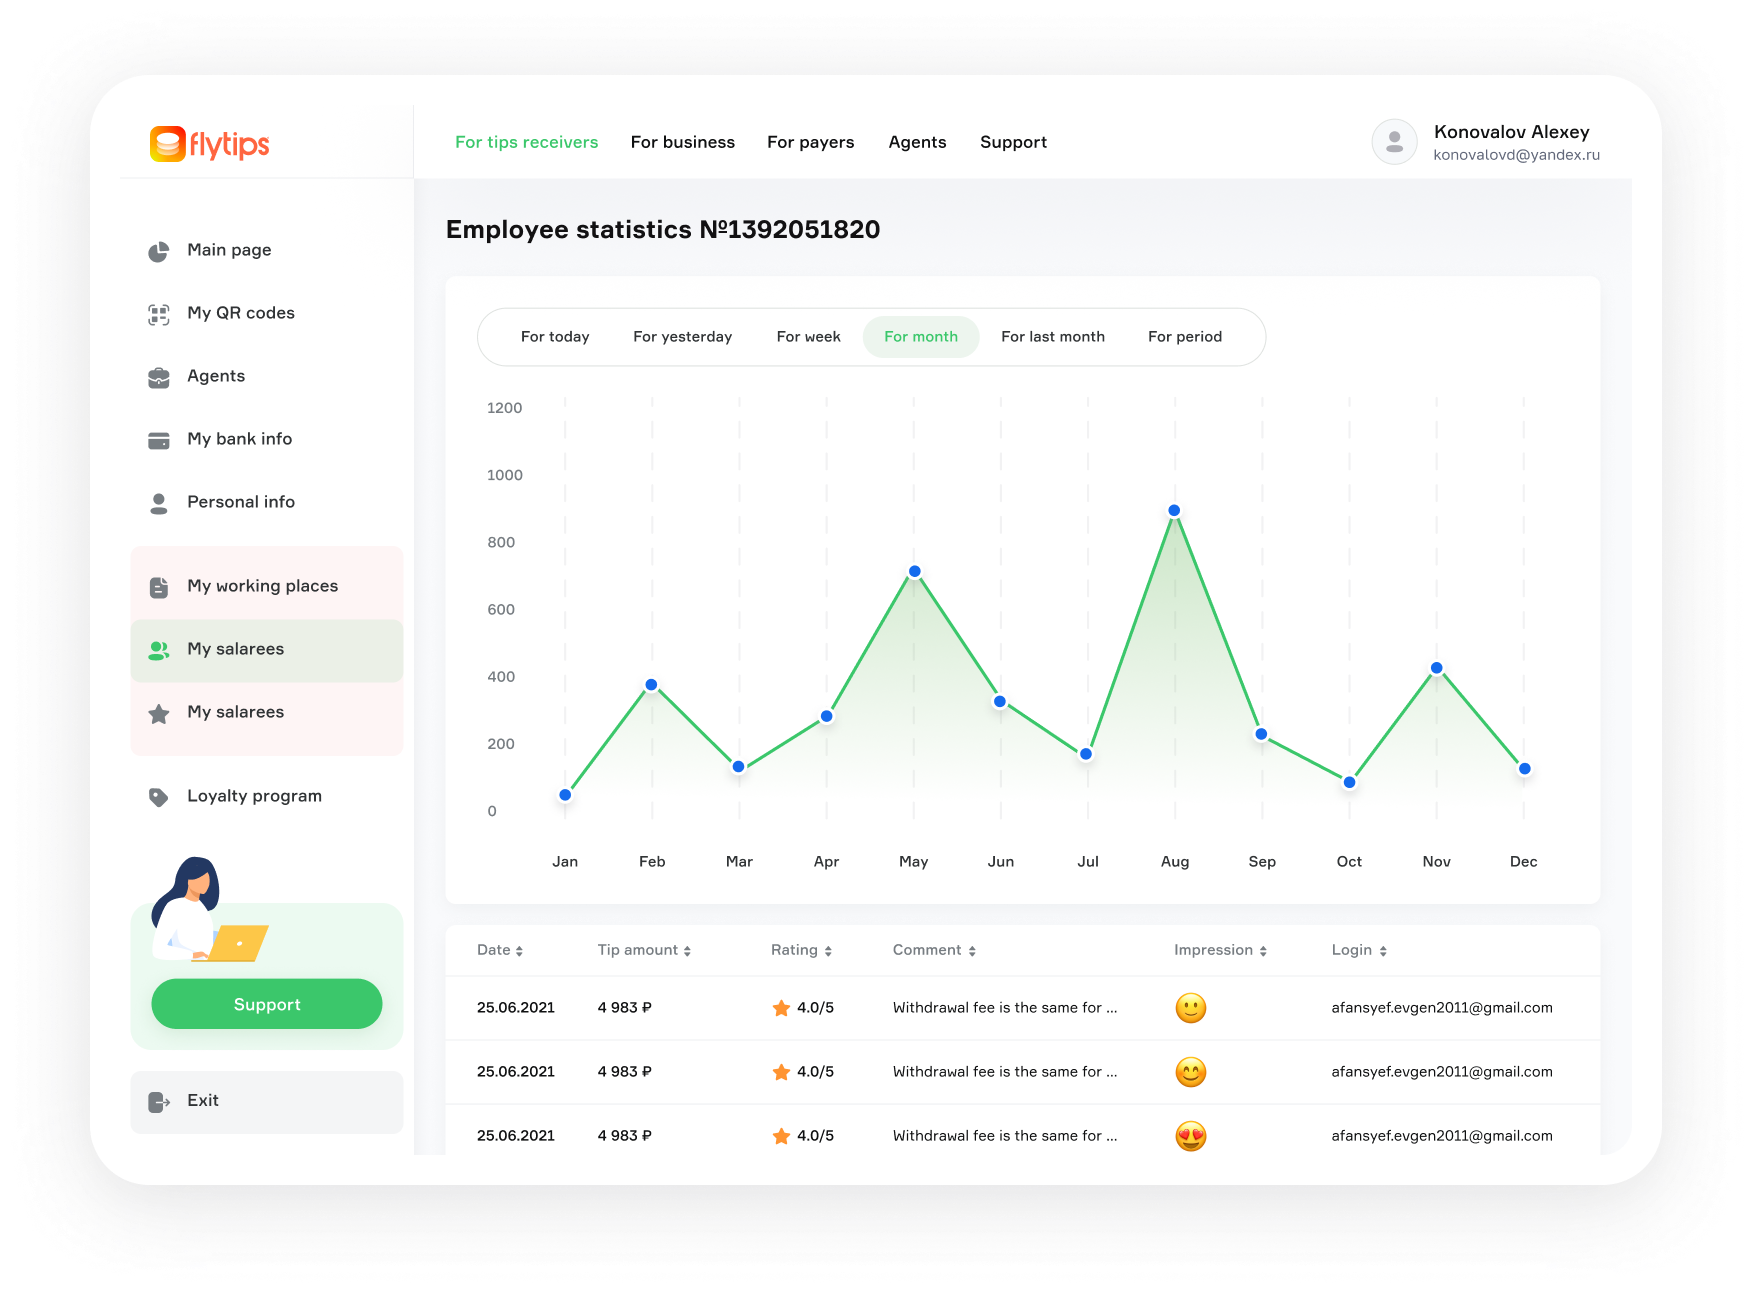 flytips
For tips receivers For business For payers Agents Support
Konovalov Alexey
konovalovd@yandex.ru
Main page
My QR codes
Agents
My bank info
Personal info
My working places
My salarees
My salarees
Loyalty program
Support
Exit
Employee statistics №1392051820
For today For yesterday For week For month For last month For period
1200
1000
800
600
400
200
0
Jan Feb Mar Apr May Jun Jul Aug Sep Oct Nov Dec
Date Tip amount Rating Comment Impression Login
25.06.2021 4 983 ₽ 4.0/5 Withdrawal fee is the same for ... afansyef.evgen2011@gmail.com
25.06.2021 4 983 ₽ 4.0/5 Withdrawal fee is the same for ... afansyef.evgen2011@gmail.com
25.06.2021 4 983 ₽ 4.0/5 Withdrawal fee is the same for ... afansyef.evgen2011@gmail.com